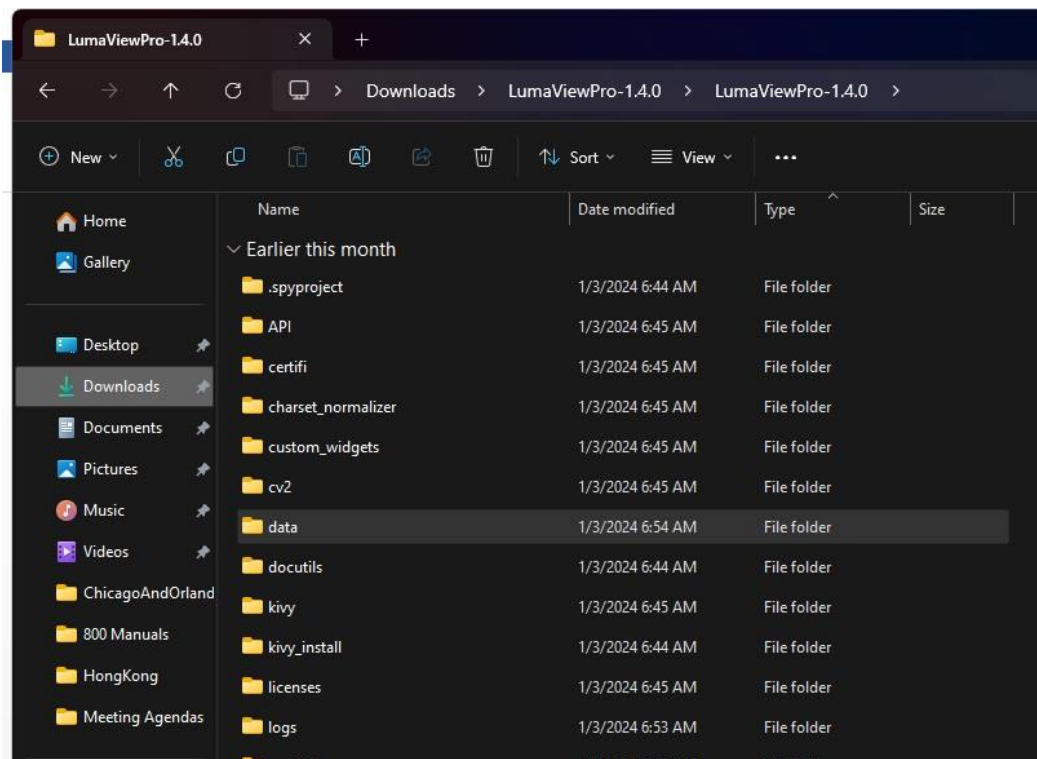 LumaViewPro-1.4.0
Downloads > LumaViewPro-1.4.0 > LumaViewPro-1.4.0 >
New Sort View
Name Date modified Type Size
Home
Gallery
Desktop
Downloads
Documents
Pictures
Music
Videos
ChicagoAndOrland
800 Manuals
HongKong
Meeting Agendas
Earlier this month
.spyproject 1/3/2024 6:44 AM File folder
API 1/3/2024 6:45 AM File folder
certifi 1/3/2024 6:45 AM File folder
charset_normalizer 1/3/2024 6:45 AM File folder
custom_widgets 1/3/2024 6:45 AM File folder
cv2 1/3/2024 6:45 AM File folder
data 1/3/2024 6:54 AM File folder
docutils 1/3/2024 6:44 AM File folder
kivy 1/3/2024 6:45 AM File folder
kivy_install 1/3/2024 6:44 AM File folder
licenses 1/3/2024 6:45 AM File folder
logs 1/3/2024 6:53 AM File folder